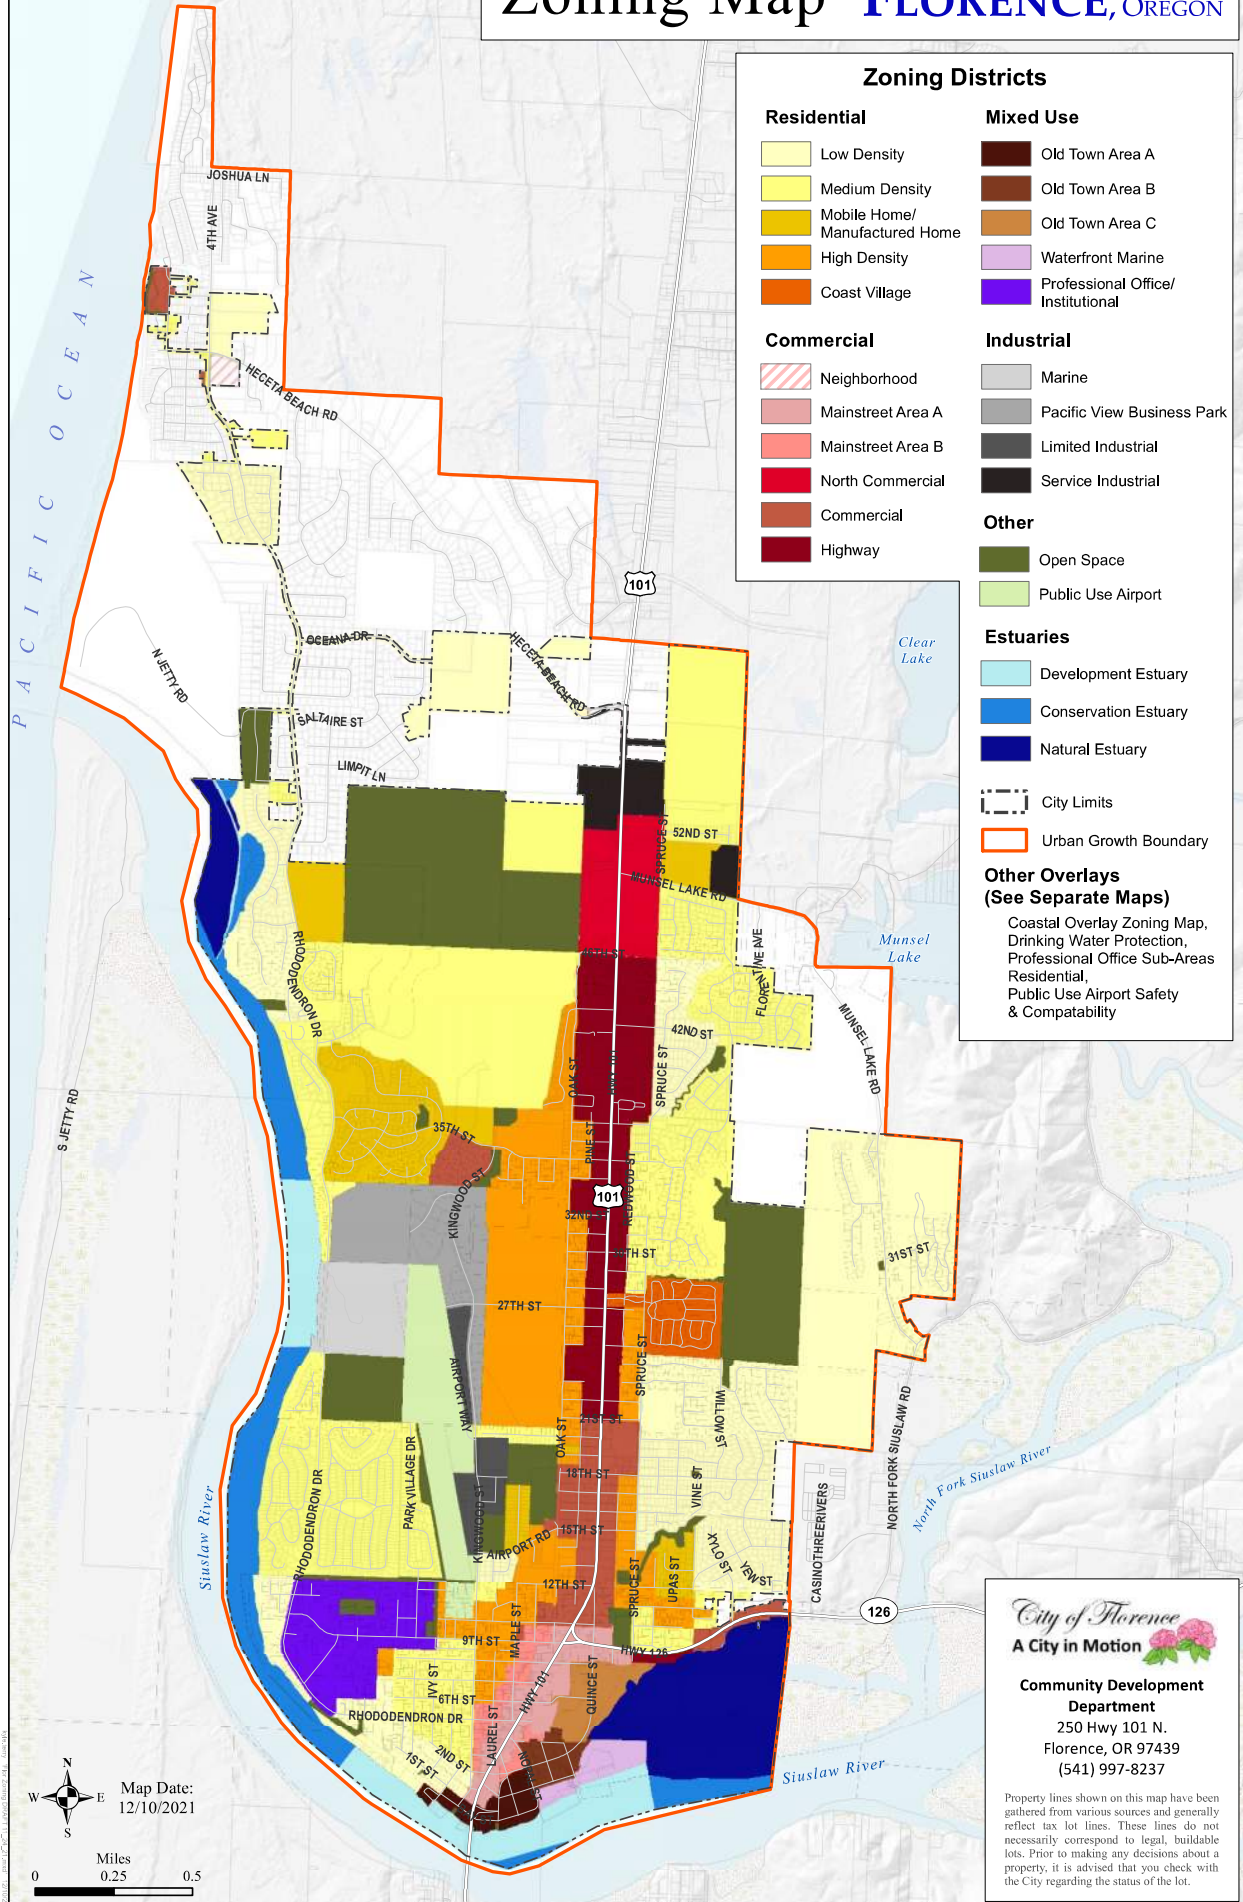 Zoning Map FLORENCE, OREGON
Zoning Districts
Residential
Low Density
Medium Density
Mobile Home/
Manufactured Home
High Density
Coast Village
Commercial
Neighborhood
Mainstreet Area A
Mainstreet Area B
North Commercial
Commercial
Highway
Mixed Use
Old Town Area A
Old Town Area B
Old Town Area C
Waterfront Marine
Professional Office/
Institutional
Industrial
Marine
Pacific View Business Park
Limited Industrial
Service Industrial
Other
Open Space
Public Use Airport
Estuaries
Development Estuary
Conservation Estuary
Natural Estuary
City Limits
Urban Growth Boundary
Other Overlays
(See Separate Maps)
Coastal Overlay Zoning Map,
Drinking Water Protection,
Professional Office Sub-Areas
Residential,
Public Use Airport Safety
& Compatability
JOSHUA LN
4TH AVE
PACIFIC OCEAN
HECETA BEACH RD
101
Clear
Lake
OCEANA DR
HECETA BEACH RD
N JETTY RD
SALTAIRE ST
LIMPIT LN
SPRUCE ST
52ND ST
MUNSEL LAKE RD
Munsel
Lake
RHODODENDRON DR
46TH ST
FLORENTINE AVE
42ND ST
MUNSEL LAKE RD
OAK ST
SPRUCE ST
S JETTY RD
35TH ST
PINE ST
KINGWOOD ST
101
REDWOOD ST
32ND ST
31ST ST
27TH ST
AIRPORT WAY
SPRUCE ST
WILLOW ST
21ST ST
OAK ST
NORTH FORK SIUSLAW RD
North Fork Siuslaw River
18TH ST
VINE ST
PARK VILLAGE DR
RHODODENDRON DR
KINGWOOD ST
CASINOTHREERIVERS
Siuslaw River
15TH ST
AIRPORT RD
XYLO ST
YEW ST
UPAS ST
SPRUCE ST
12TH ST
126
MAPLE ST
9TH ST
HWY 126
IVY ST
6TH ST
QUINCE ST
HWY 101
RHODODENDRON DR
LAUREL ST
2ND ST
1ST ST
Siuslaw River
N
W E
S
Map Date:
12/10/2021
Miles
0 0.25 0.5
City of Florence
A City in Motion
Community Development
Department
250 Hwy 101 N.
Florence, OR 97439
(541) 997-8237
Property lines shown on this map have been
gathered from various sources and generally
reflect tax lot lines. These lines do not
necessarily correspond to legal, buildable
lots. Prior to making any decisions about a
property, it is advised that you check with
the City regarding the status of the lot.